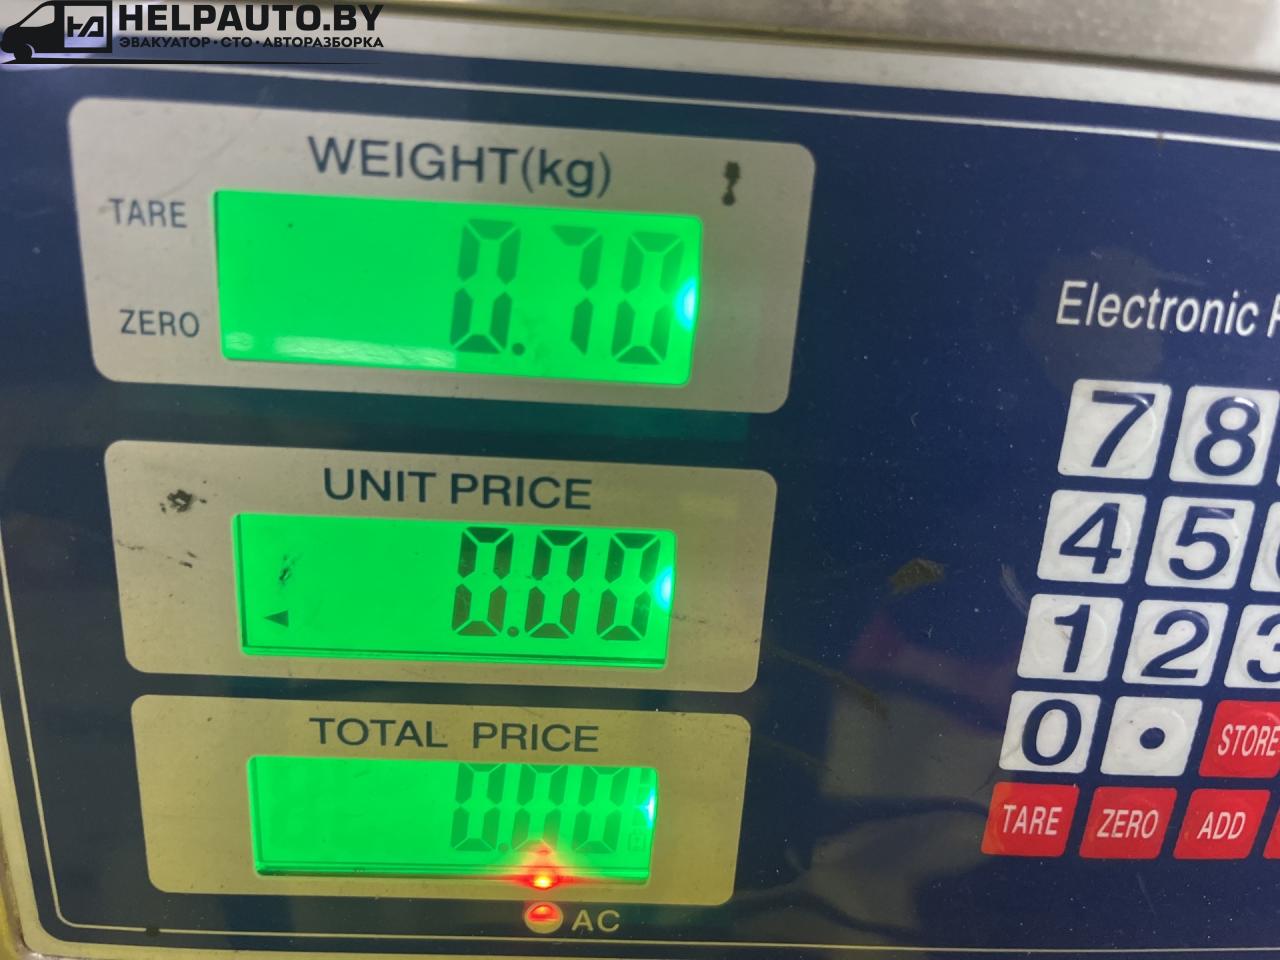 HELPAUTO.BY
ЭВАКУАТОР · СТО · АВТОРАЗБОРКА
WEIGHT(kg)
TARE
0.70
ZERO
Electronic
UNIT PRICE
0.00
TOTAL PRICE
0.00
AC
7 8
4 5
1 2 3
0 •
STORE
TARE ZERO ADD